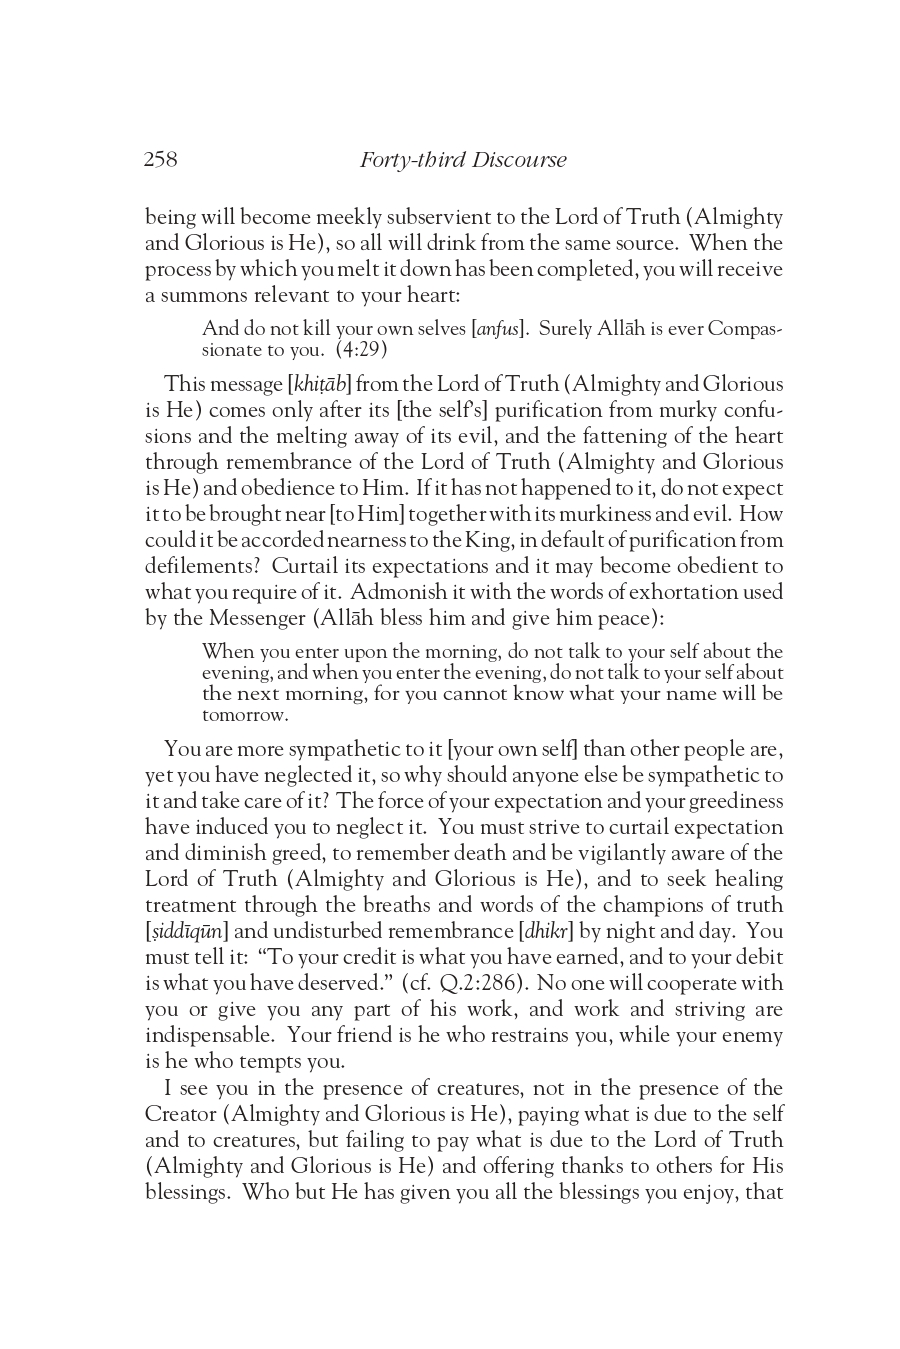 258 Forty-third Discourse
being will become meekly subservient to the Lord of Truth (Almighty
and Glorious is He), so all will drink from the same source. When the
process by which you melt it down has been completed, you will receive
a summons relevant to your heart:
And do not kill your own selves [anfus]. Surely Allāh is ever Compas-
sionate to you. (4:29)
This message [khiṭāb] from the Lord of Truth (Almighty and Glorious
is He) comes only after its [the self's] purification from murky confu-
sions and the melting away of its evil, and the fattening of the heart
through remembrance of the Lord of Truth (Almighty and Glorious
is He) and obedience to Him. If it has not happened to it, do not expect
it to be brought near [to Him] together with its murkiness and evil. How
could it be accorded nearness to the King, in default of purification from
defilements? Curtail its expectations and it may become obedient to
what you require of it. Admonish it with the words of exhortation used
by the Messenger (Allāh bless him and give him peace):
When you enter upon the morning, do not talk to your self about the
evening, and when you enter the evening, do not talk to your self about
the next morning, for you cannot know what your name will be
tomorrow.
You are more sympathetic to it [your own self] than other people are,
yet you have neglected it, so why should anyone else be sympathetic to
it and take care of it? The force of your expectation and your greediness
have induced you to neglect it. You must strive to curtail expectation
and diminish greed, to remember death and be vigilantly aware of the
Lord of Truth (Almighty and Glorious is He), and to seek healing
treatment through the breaths and words of the champions of truth
[ṣiddīqūn] and undisturbed remembrance [dhikr] by night and day. You
must tell it: “To your credit is what you have earned, and to your debit
is what you have deserved.” (cf. Q.2:286). No one will cooperate with
you or give you any part of his work, and work and striving are
indispensable. Your friend is he who restrains you, while your enemy
is he who tempts you.
I see you in the presence of creatures, not in the presence of the
Creator (Almighty and Glorious is He), paying what is due to the self
and to creatures, but failing to pay what is due to the Lord of Truth
(Almighty and Glorious is He) and offering thanks to others for His
blessings. Who but He has given you all the blessings you enjoy, that